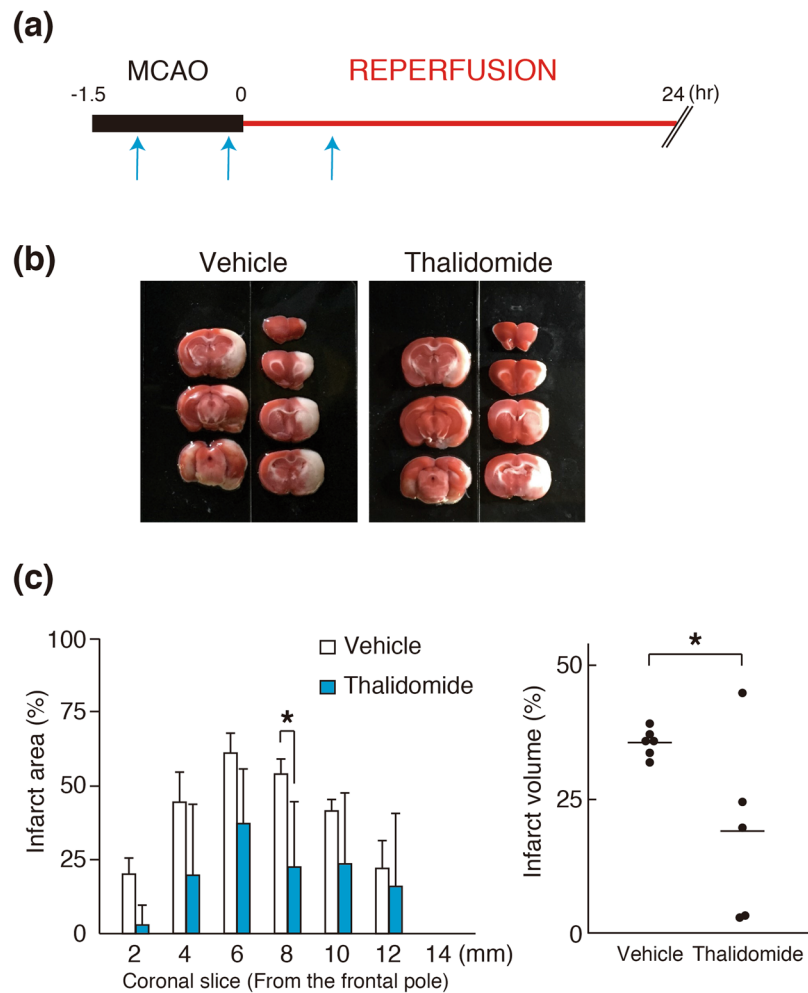 (a)
MCAO REPERFUSION
-1.5 0 24 (hr)
(b)
Vehicle Thalidomide
(c)
100
75
50
25
0
Infarct area (%)
Vehicle
Thalidomide
*
2 4 6 8 10 12 14 (mm)
Coronal slice (From the frontal pole)
50
25
0
Infarct volume (%)
*
Vehicle Thalidomide